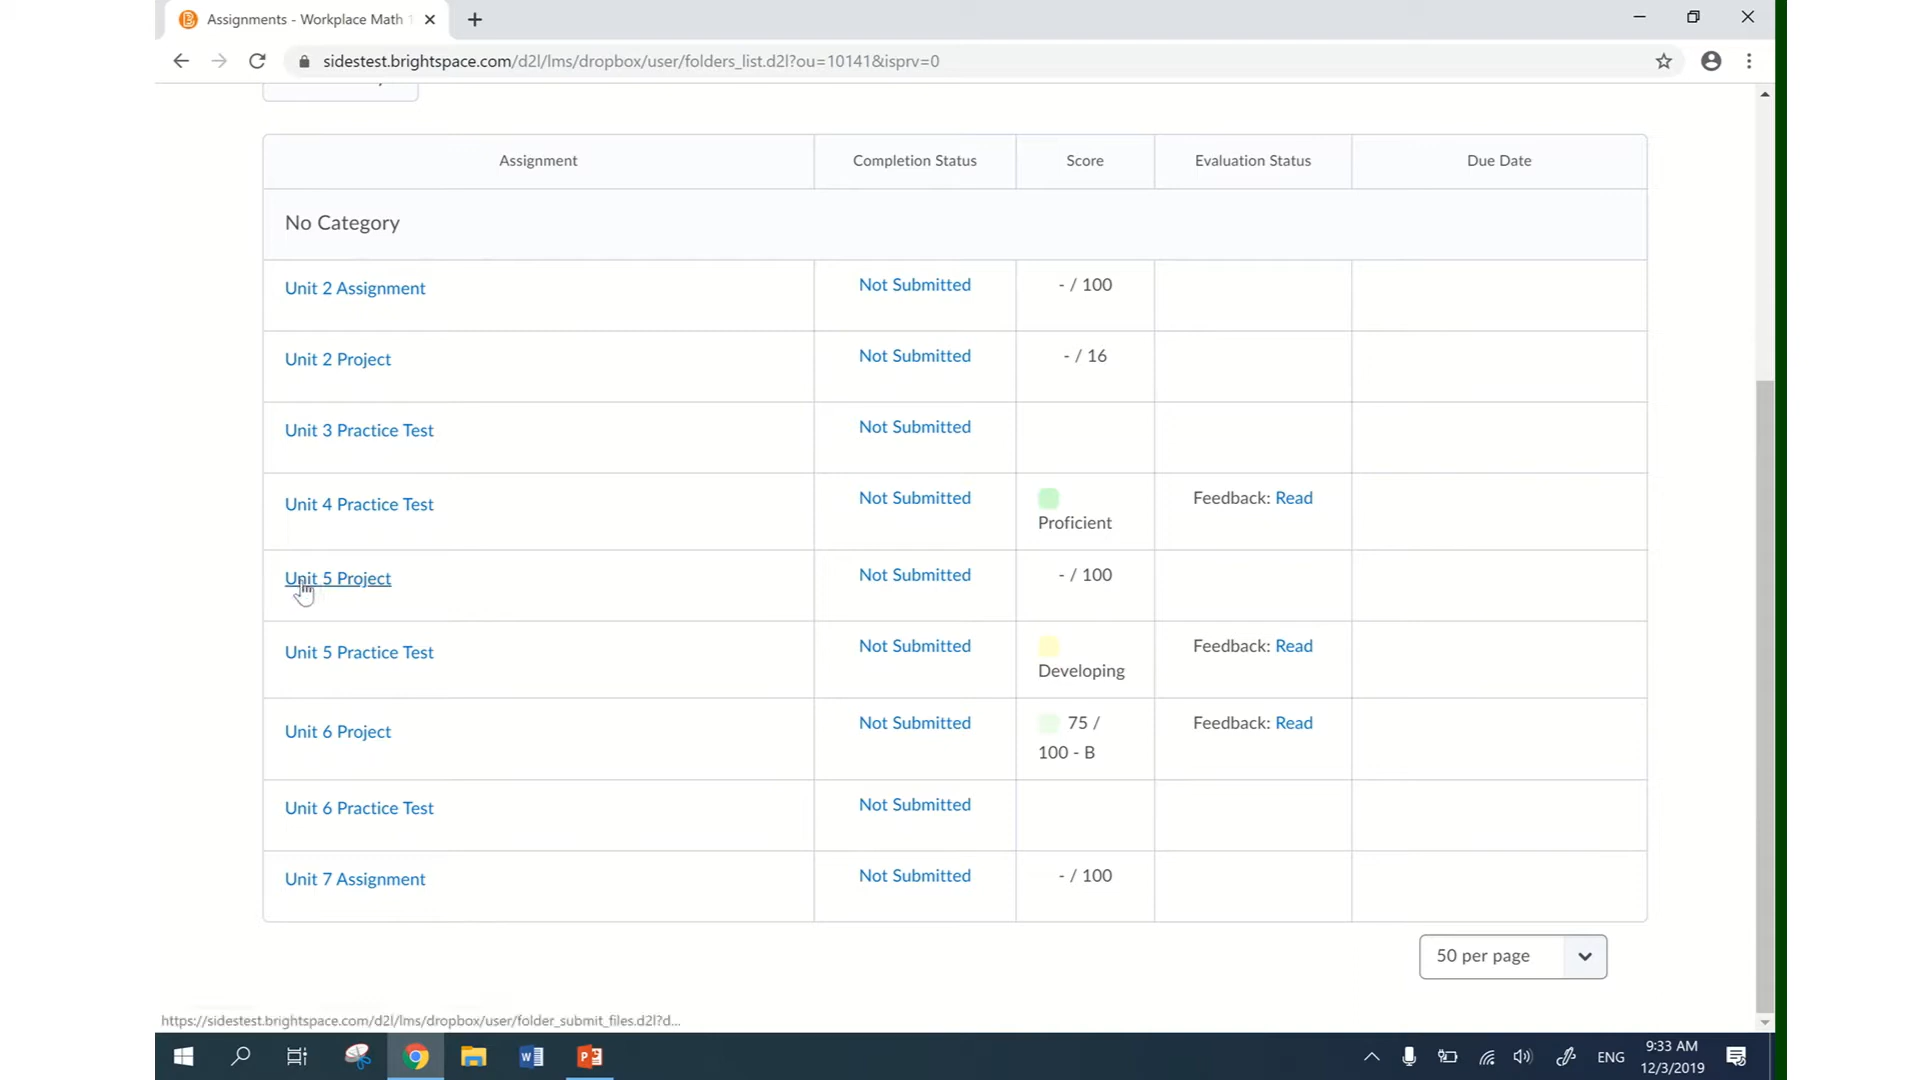 Assignments - Workplace Math 1
sidestest.brightspace.com/d2l/lms/dropbox/user/folders_list.d2l?ou=10141&isprv=0
Assignment Completion Status Score Evaluation Status Due Date
No Category
Unit 2 Assignment Not Submitted - / 100
Unit 2 Project Not Submitted - / 16
Unit 3 Practice Test Not Submitted
Unit 4 Practice Test Not Submitted Proficient Feedback: Read
Unit 5 Project Not Submitted - / 100
Unit 5 Practice Test Not Submitted Developing Feedback: Read
Unit 6 Project Not Submitted 75 / 100 - B Feedback: Read
Unit 6 Practice Test Not Submitted
Unit 7 Assignment Not Submitted - / 100
50 per page
https://sidestest.brightspace.com/d2l/lms/dropbox/user/folder_submit_files.d2l?d...
ENG
9:33 AM
12/3/2019